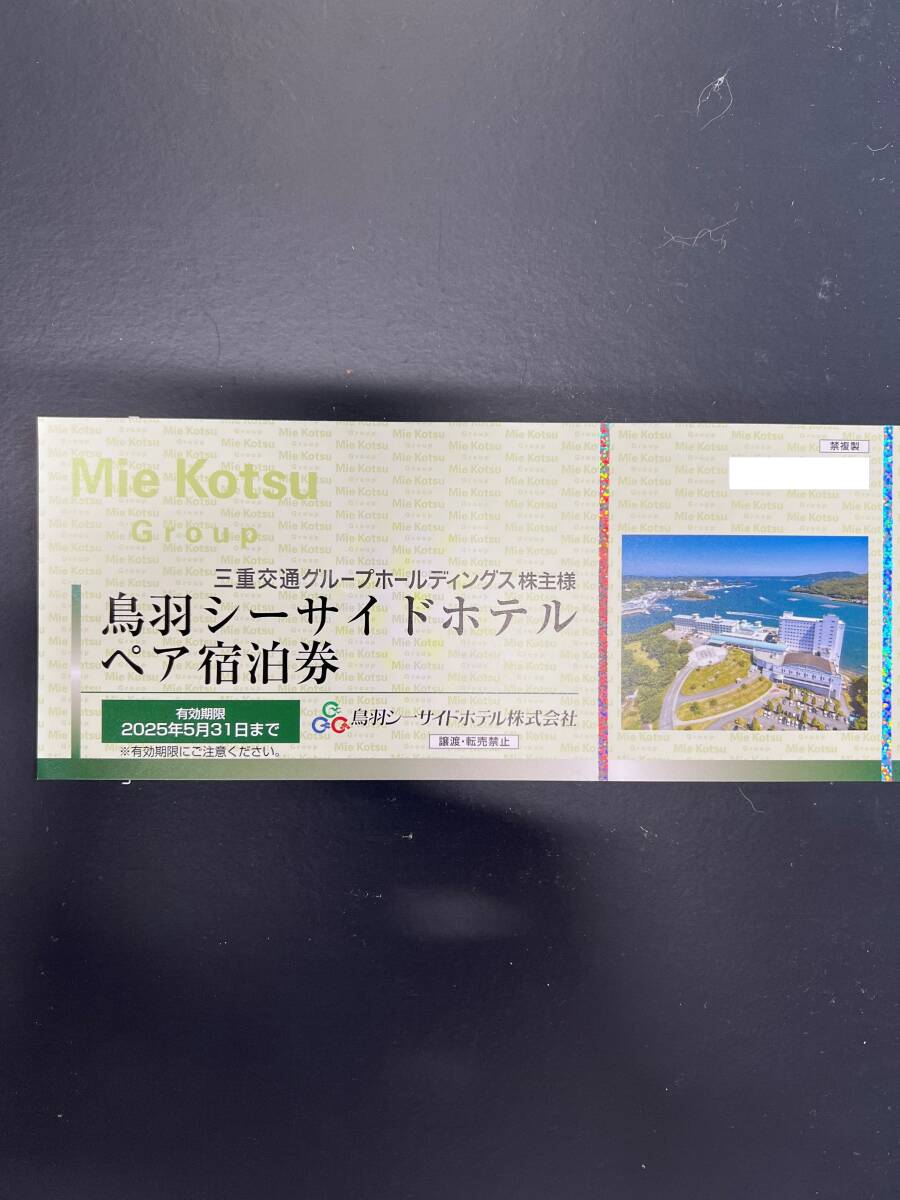 Mie Kotsu
Group
三重交通グループホールディングス株主様
鳥羽シーサイドホテル
ペア宿泊券
有効期限
2025年5月31日まで
※有効期限にご注意ください。
鳥羽シーサイドホテル株式会社
譲渡・転売禁止
禁複製